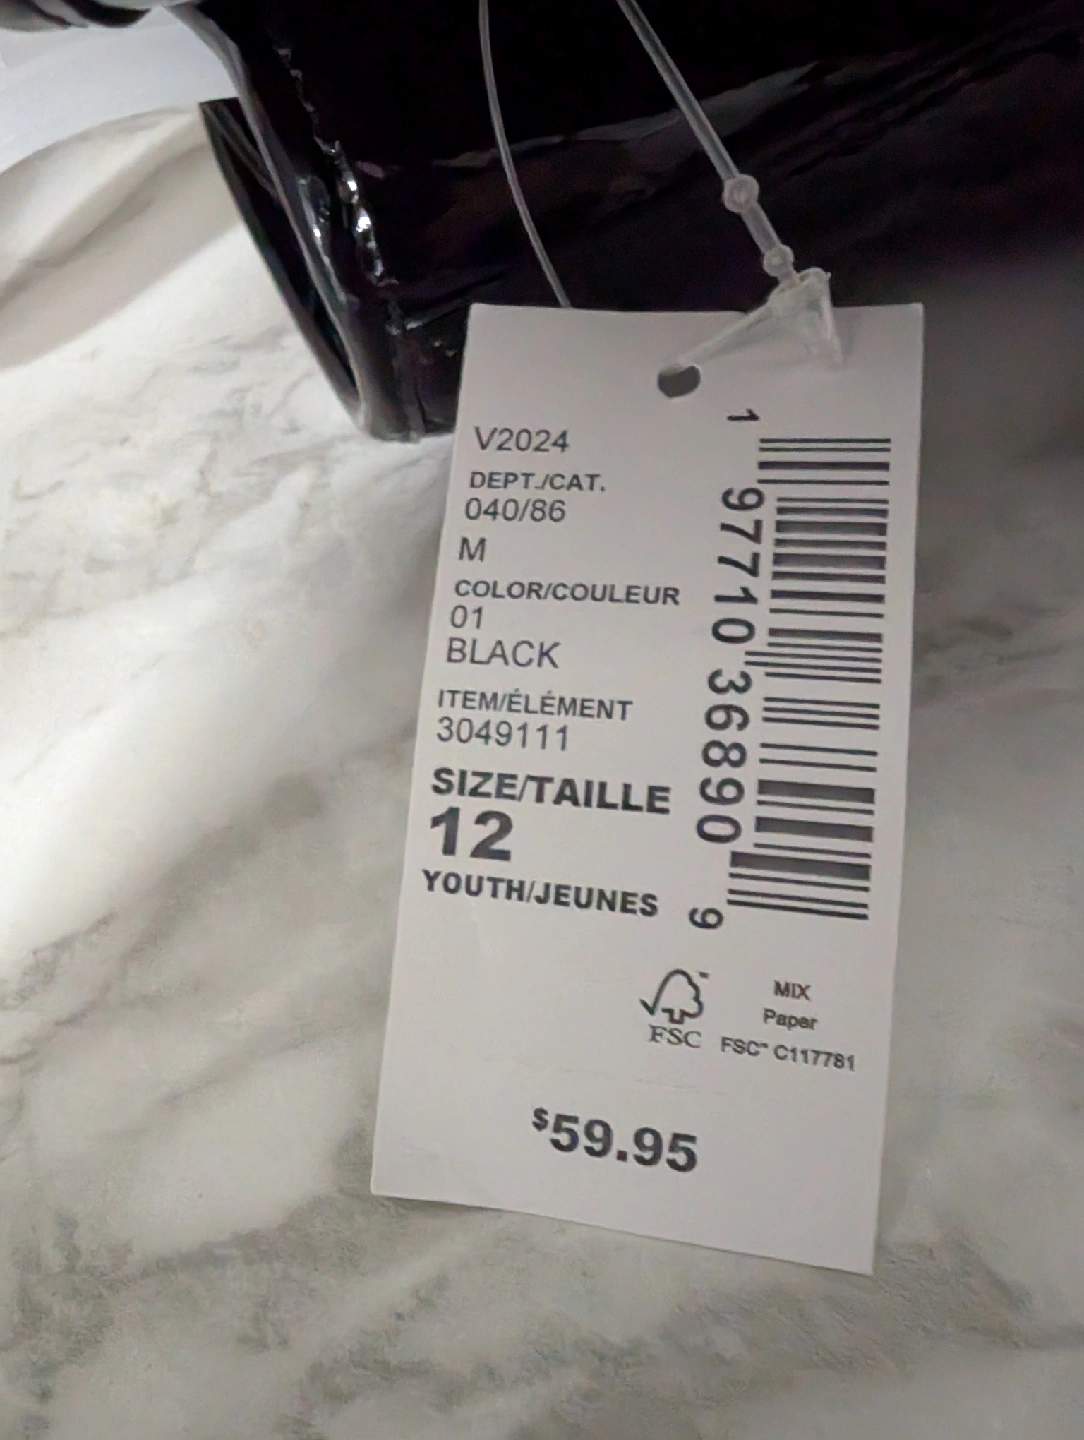 V2024
DEPT./CAT.
040/86
M
COLOR/COULEUR
01
BLACK
ITEM/ÉLÉMENT
3049111
SIZE/TAILLE
12
YOUTH/JEUNES
1 97710 36890 9
FSC™
MIX
Paper
FSC™ C117781
$59.95